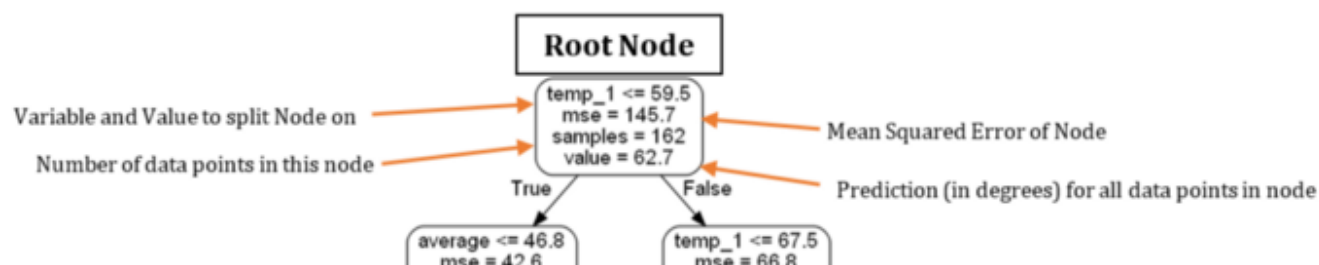 Root Node
temp_1 <= 59.5
mse = 145.7
samples = 162
value = 62.7
Variable and Value to split Node on
Mean Squared Error of Node
Number of data points in this node
Prediction (in degrees) for all data points in node
True
False
average <= 46.8
mse = 42.6
temp_1 <= 67.5
mse = 66.8